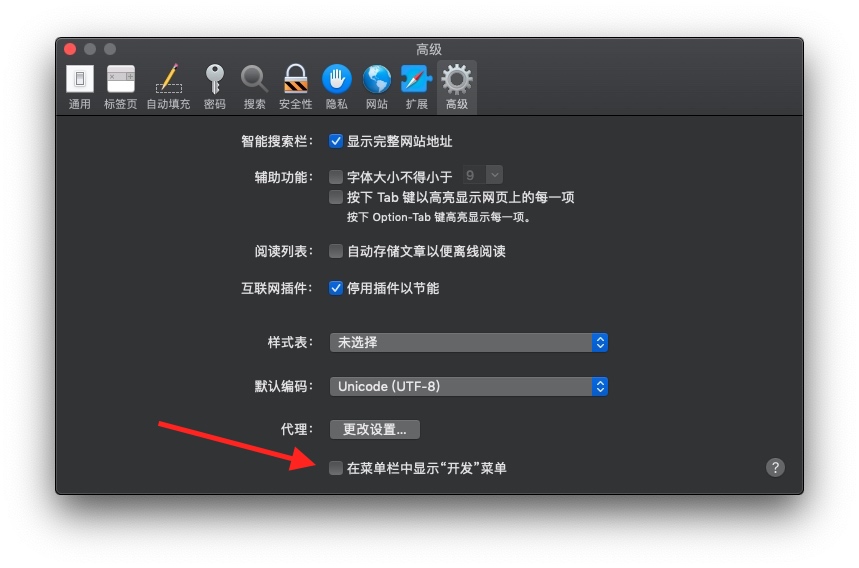 高级
通用 标签页 自动填充 密码 搜索 安全性 隐私 网站 扩展 高级
智能搜索栏： 显示完整网站地址
辅助功能： 字体大小不得小于 9
按下 Tab 键以高亮显示网页上的每一项
按下 Option-Tab 键高亮显示每一项。
阅读列表： 自动存储文章以便离线阅读
互联网插件： 停用插件以节能
样式表： 未选择
默认编码： Unicode (UTF-8)
代理： 更改设置...
在菜单栏中显示“开发”菜单 ?